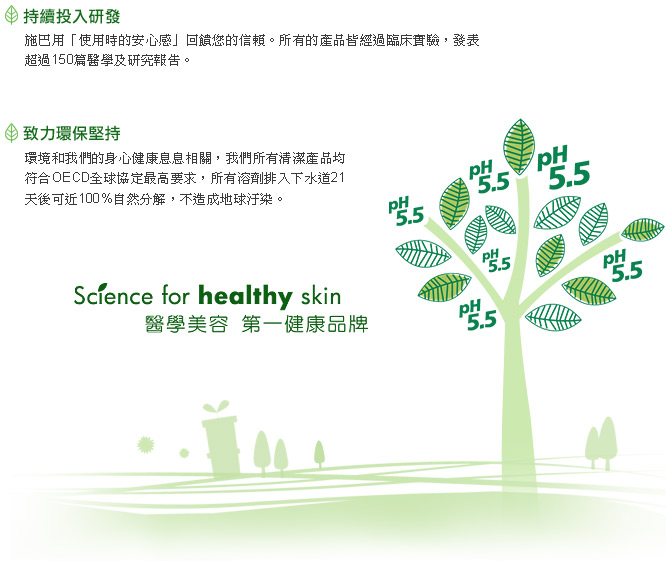 持續投入研發
施巴用「使用時的安心感」回饋您的信賴。所有的產品皆經過臨床實驗，發表
超過150篇醫學及研究報告。
致力環保堅持
環境和我們的身心健康息息相關，我們所有清潔產品均
符合OECD全球協定最高要求，所有溶劑排入下水道21
天後可近100%自然分解，不造成地球汙染。
pH
5.5
pH
5.5
pH
5.5
pH
5.5
pH
5.5
pH
5.5
Science for healthy skin
醫學美容 第一健康品牌